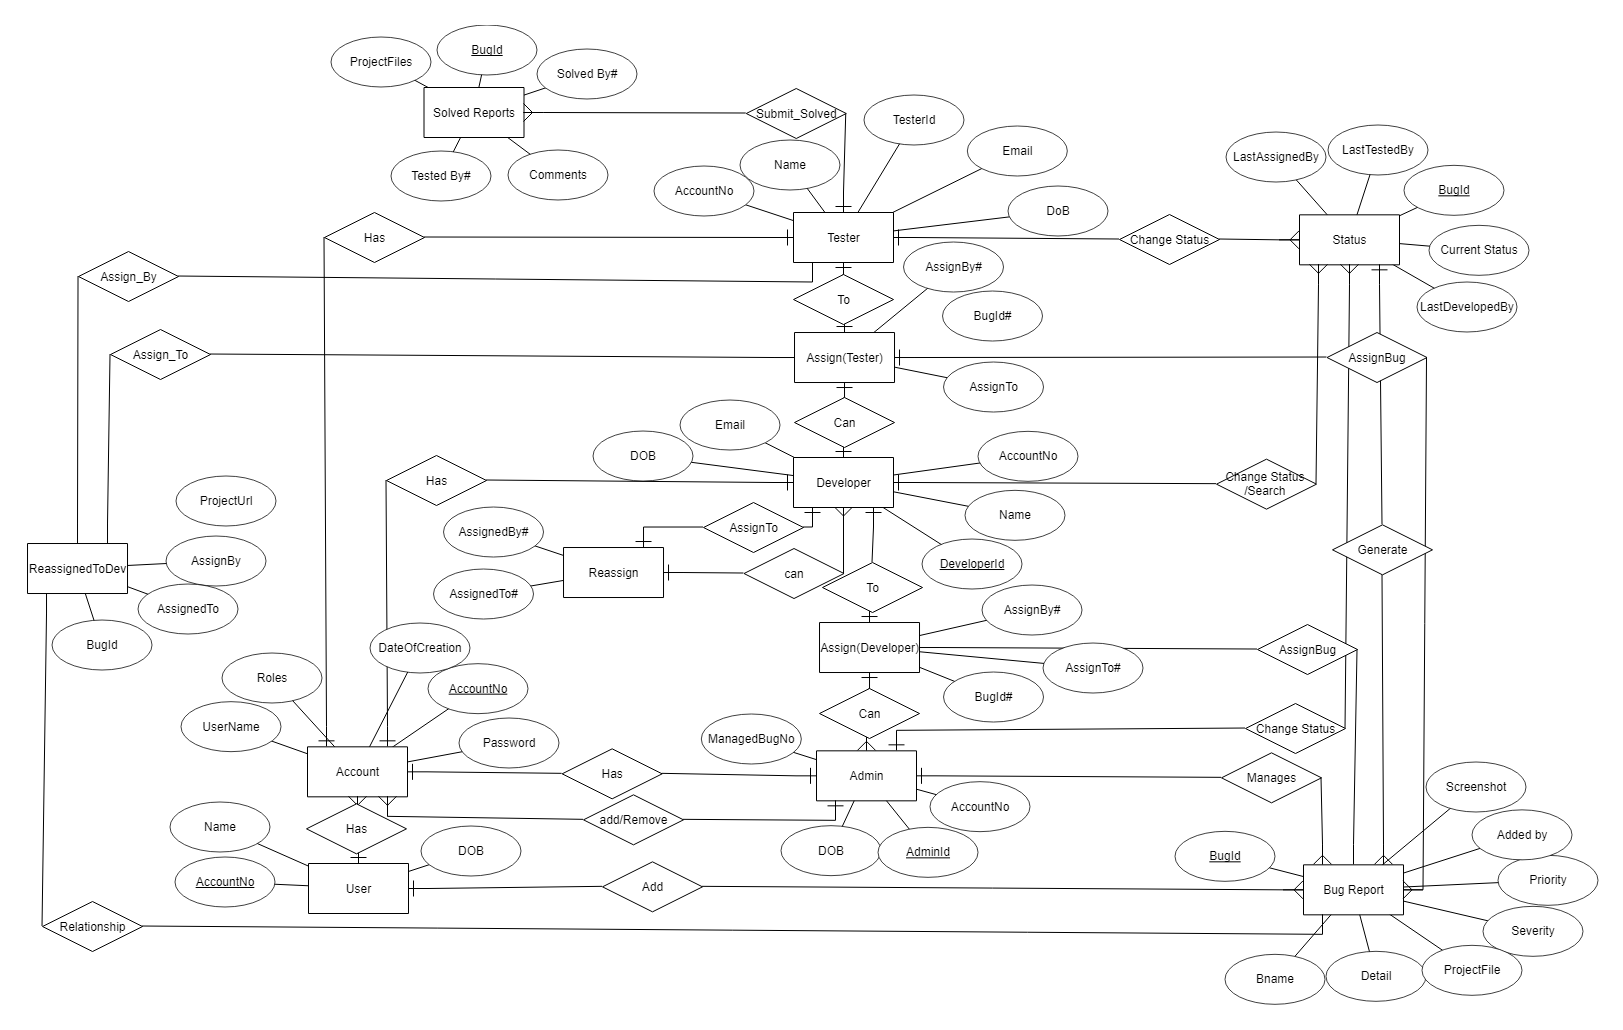 BugId
ProjectFiles
Solved By#
Solved Reports
Submit_Solved
TesterId
Tested By#
Comments
Name
Email
AccountNo
DoB
LastAssignedBy
LastTestedBy
BugId
Has
Tester
Change Status
Status
Current Status
Assign_By
To
AssignBy#
BugId#
LastDevelopedBy
Assign_To
Assign(Tester)
AssignBug
AssignTo
Can
Email
DOB
AccountNo
Has
Developer
Change Status
/Search
ProjectUrl
Name
AssignedBy#
AssignTo
Generate
ReassignedToDev
AssignBy
Reassign
can
DeveloperId
AssignedTo
AssignedTo#
To
AssignBy#
BugId
DateOfCreation
Assign(Developer)
AssignBug
AssignTo#
Roles
AccountNo
BugId#
UserName
Can
Password
ManagedBugNo
Change Status
Account
Has
Admin
Manages
Screenshot
AccountNo
Name
Has
add/Remove
Added by
DOB
DOB
AdminId
BugId
AccountNo
User
Add
Bug Report
Priority
Relationship
Severity
Bname
Detail
ProjectFile